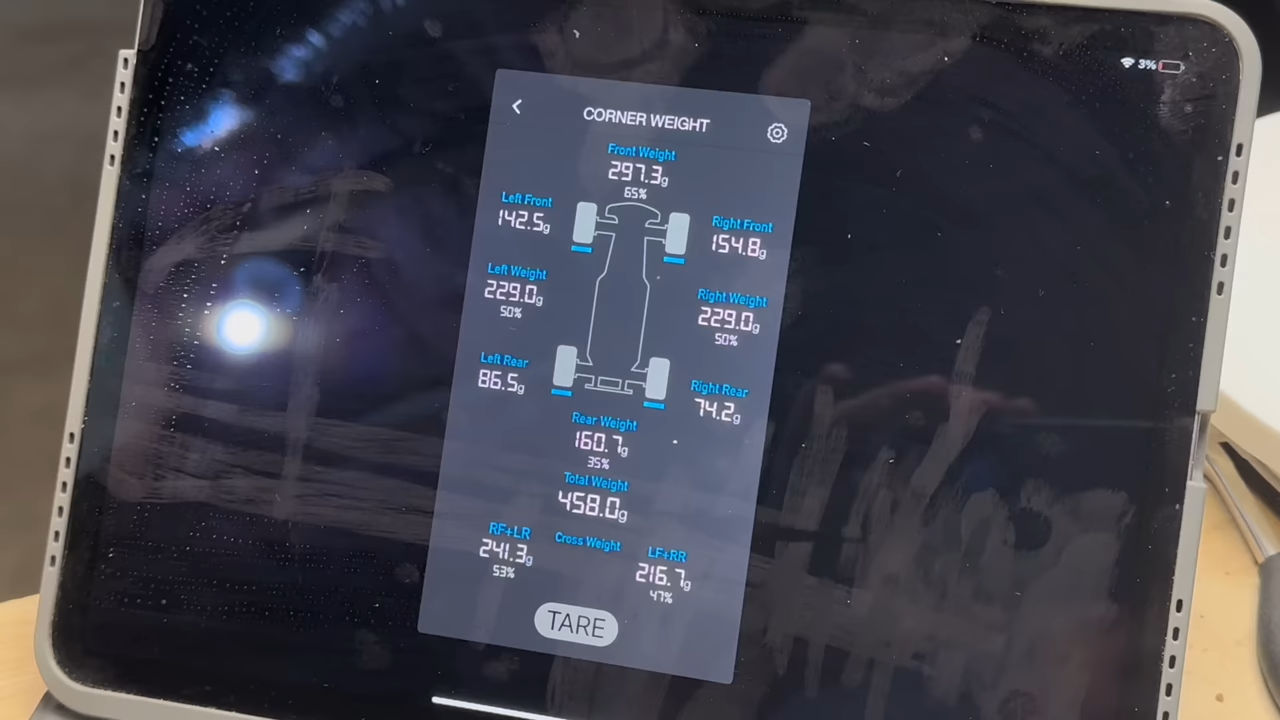 3%
CORNER WEIGHT
Front Weight
297.3g
65%
Left Front
142.5g
Right Front
154.8g
Left Weight
229.0g
50%
Right Weight
229.0g
50%
Left Rear
86.5g
Right Rear
74.2g
Rear Weight
160.7g
35%
Total Weight
458.0g
RF+LR
241.3g
53%
Cross Weight
LF+RR
216.7g
47%
TARE